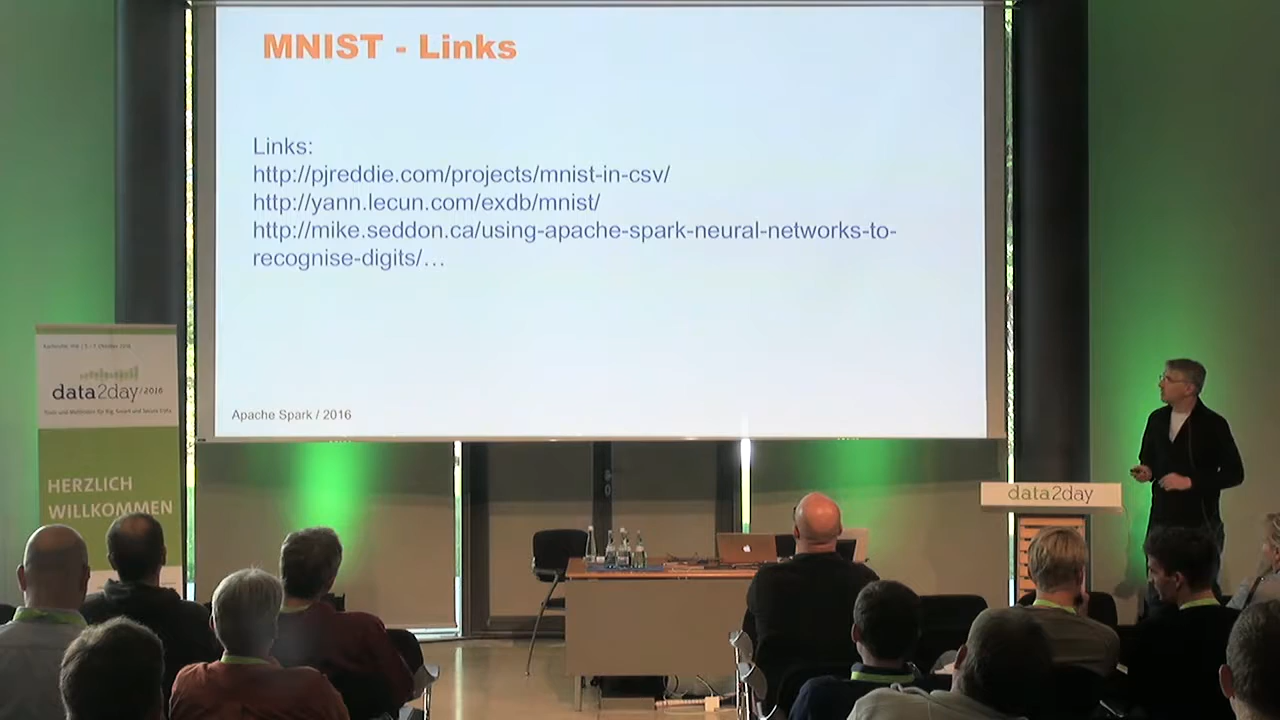 MNIST - Links
Links:
http://pjreddie.com/projects/mnist-in-csv/
http://yann.lecun.com/exdb/mnist/
http://mike.seddon.ca/using-apache-spark-neural-networks-to-
recognise-digits/…
Apache Spark / 2016
data2day/2016
HERZLICH
WILLKOMMEN
data2day